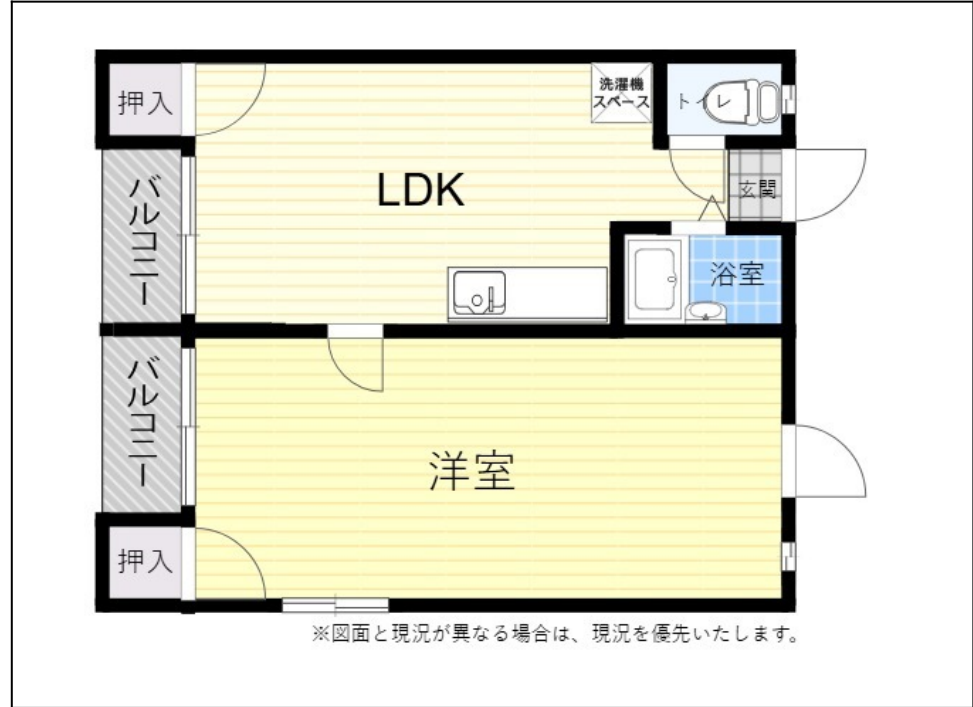 押入
洗濯機
スペース
トイレ
バルコニー
LDK
玄関
浴室
バルコニー
洋室
押入
※図面と現況が異なる場合は、現況を優先いたします。